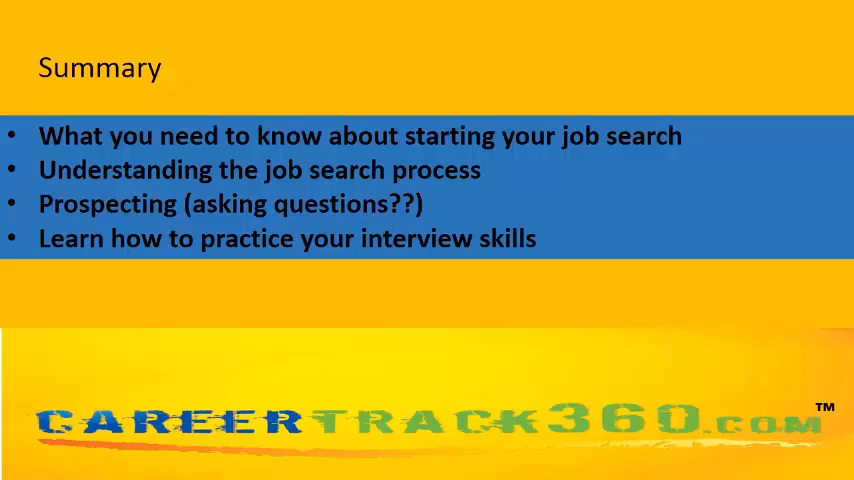 Summary
• What you need to know about starting your job search
• Understanding the job search process
• Prospecting (asking questions??)
• Learn how to practice your interview skills
CAREERTRACK360.COM™